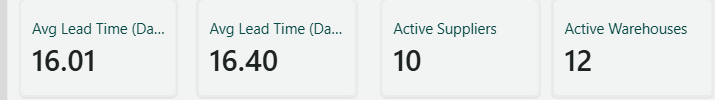 Avg Lead Time (Da...
16.01
Avg Lead Time (Da...
16.40
Active Suppliers
10
Active Warehouses
12